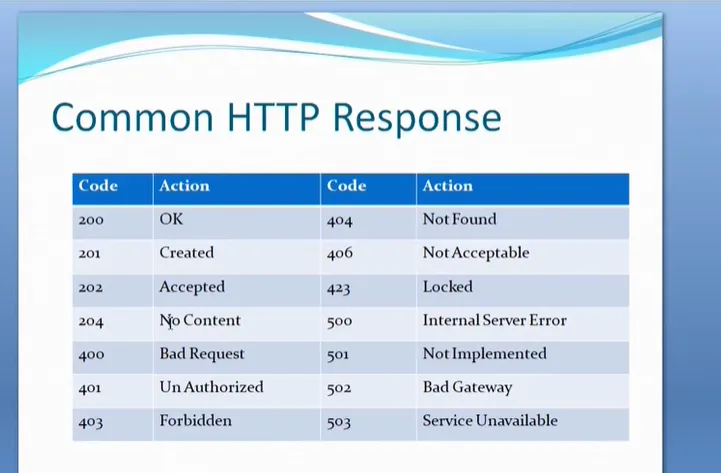 Common HTTP Response
Code Action Code Action
200 OK 404 Not Found
201 Created 406 Not Acceptable
202 Accepted 423 Locked
204 No Content 500 Internal Server Error
400 Bad Request 501 Not Implemented
401 Un Authorized 502 Bad Gateway
403 Forbidden 503 Service Unavailable